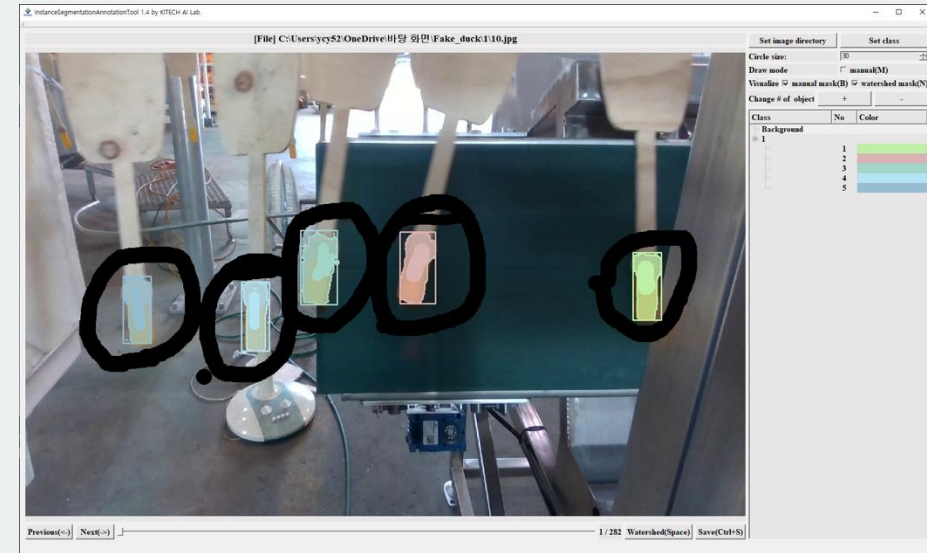 InstanceSegmentationAnnotationTool 1.4 by KITECH AI Lab.
[File] C:\Users\ycy52\OneDrive\바탕 화면\Fake_duck\1\10.jpg
Set image directory
Set class
Circle size:
30
Draw mode
manual(M)
Visualize manual mask(B) watershed mask(N)
Change # of object
+
-
Class No Color
Background
1
1
2
3
4
5
Previous(<-) Next(->) 1 / 282 Watershed(Space) Save(Ctrl+S)